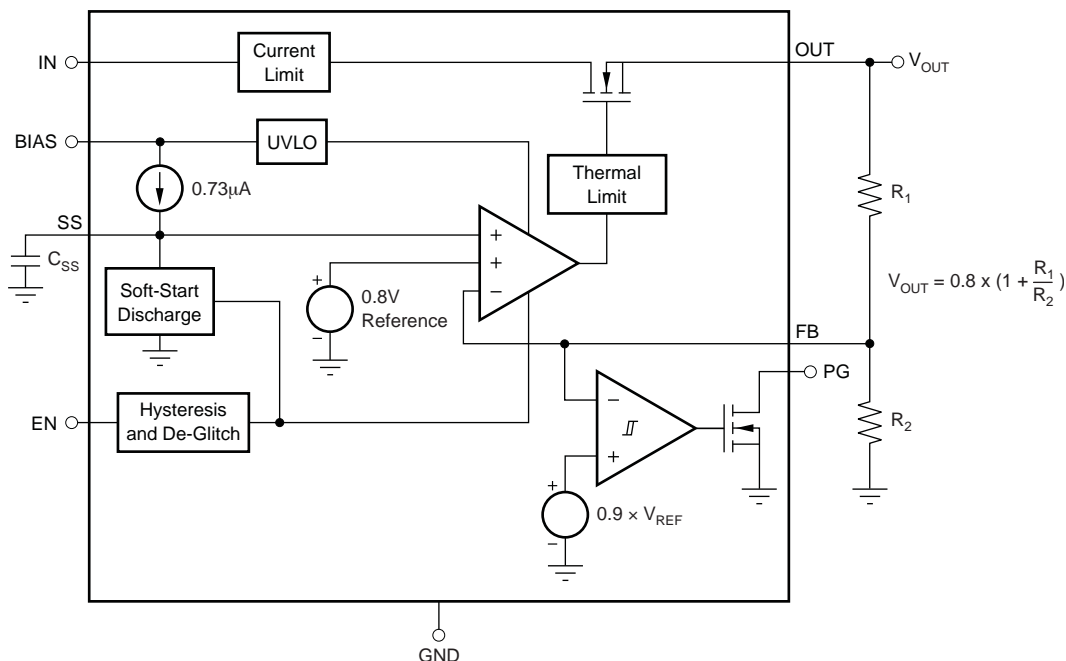 IN
Current
Limit
OUT
V_OUT
BIAS
UVLO
0.73μA
Thermal
Limit
R_1
SS
C_SS
+
+
−
+
0.8V
Reference
−
Soft-Start
Discharge
V_OUT = 0.8 x (1 + R_1/R_2)
FB
PG
EN
Hysteresis
and De-Glitch
−
+
R_2
+
0.9 × V_REF
−
GND